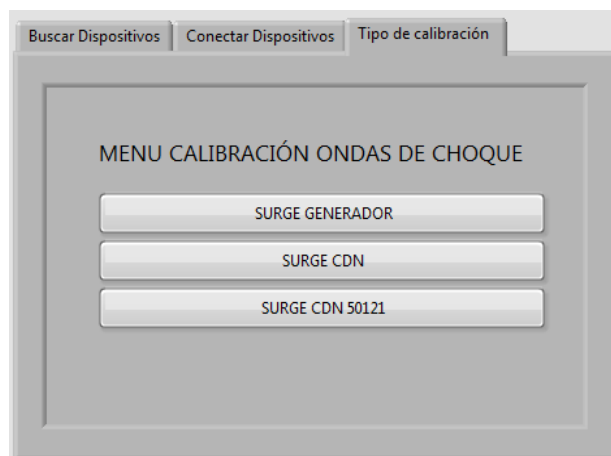 Buscar Dispositivos
Conectar Dispositivos
Tipo de calibración
MENU CALIBRACIÓN ONDAS DE CHOQUE
SURGE GENERADOR
SURGE CDN
SURGE CDN 50121